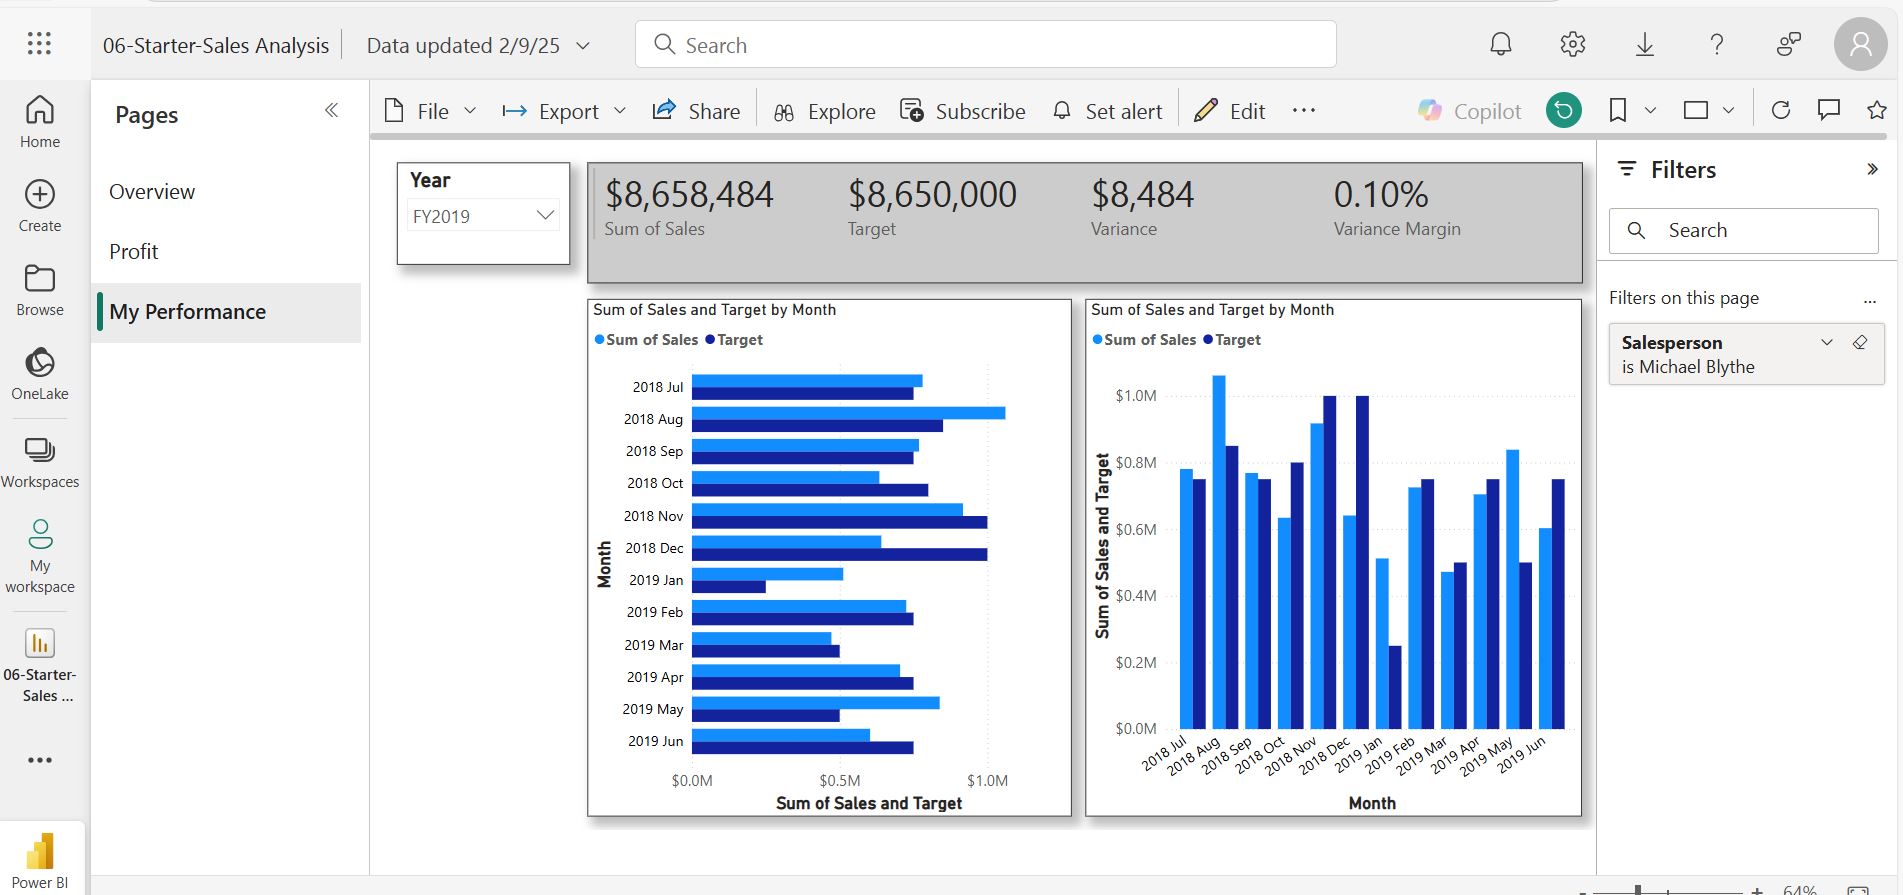 06-Starter-Sales Analysis
Data updated 2/9/25
Search
Home
Create
Browse
OneLake
Workspaces
My
workspace
06-Starter-
Sales ...
Power BI
Pages
Overview
Profit
My Performance
File
Export
Share
Explore
Subscribe
Set alert
Edit
Copilot
Year
FY2019
$8,658,484
Sum of Sales
$8,650,000
Target
$8,484
Variance
0.10%
Variance Margin
Sum of Sales and Target by Month
Sum of Sales Target
Month
2018 Jul
2018 Aug
2018 Sep
2018 Oct
2018 Nov
2018 Dec
2019 Jan
2019 Feb
2019 Mar
2019 Apr
2019 May
2019 Jun
$0.0M $0.5M $1.0M
Sum of Sales and Target
Sum of Sales and Target by Month
Sum of Sales Target
Sum of Sales and Target
$1.0M
$0.8M
$0.6M
$0.4M
$0.2M
$0.0M
2018 Jul
2018 Aug
2018 Sep
2018 Oct
2018 Nov
2018 Dec
2019 Jan
2019 Feb
2019 Mar
2019 Apr
2019 May
2019 Jun
Month
Filters
Search
Filters on this page
...
Salesperson
is Michael Blythe
64%